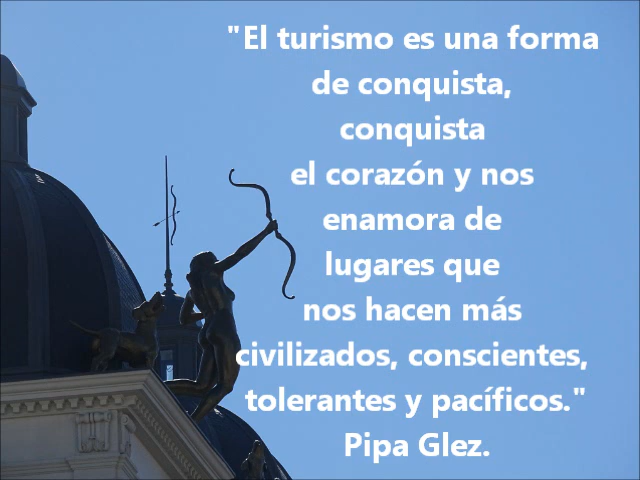 "El turismo es una forma
de conquista,
conquista
el corazón y nos
enamora de
lugares que
nos hacen más
civilizados, conscientes,
tolerantes y pacíficos."
Pipa Glez.